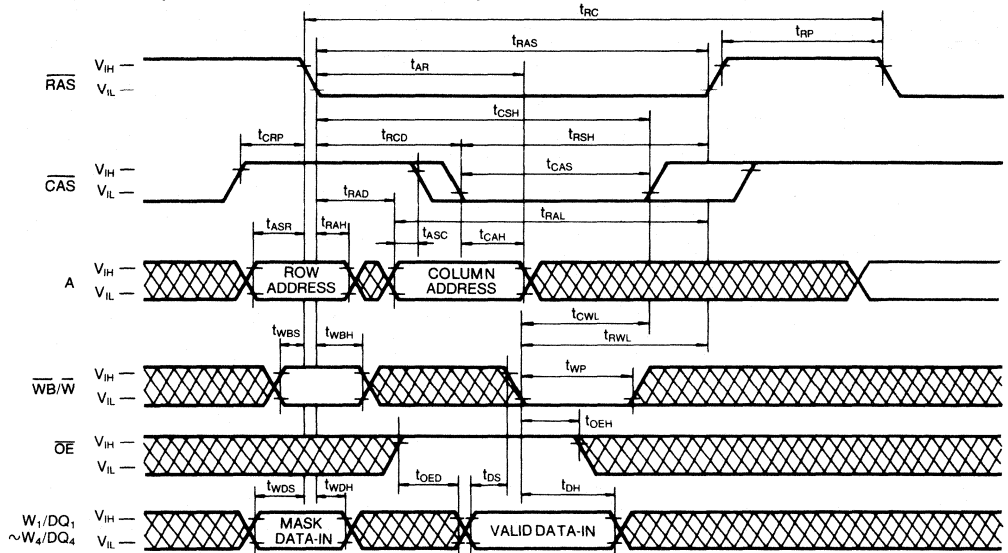 tRC
tRAS
tRP
tAR
RAS
VIH
VIL
tCSH
tCRP
tRCD
tRSH
CAS
VIH
VIL
tCAS
tRAD
tRAL
tASR
tRAH
tASC
tCAH
A
VIH
VIL
ROW
ADDRESS
COLUMN
ADDRESS
tCWL
tRWL
tWBS
tWBH
tWP
WB/W
VIH
VIL
tOEH
OE
VIH
VIL
tOED
tDS
tWDS
tWDH
tDH
W1/DQ1
~W4/DQ4
VIH
VIL
MASK
DATA-IN
VALID DATA-IN